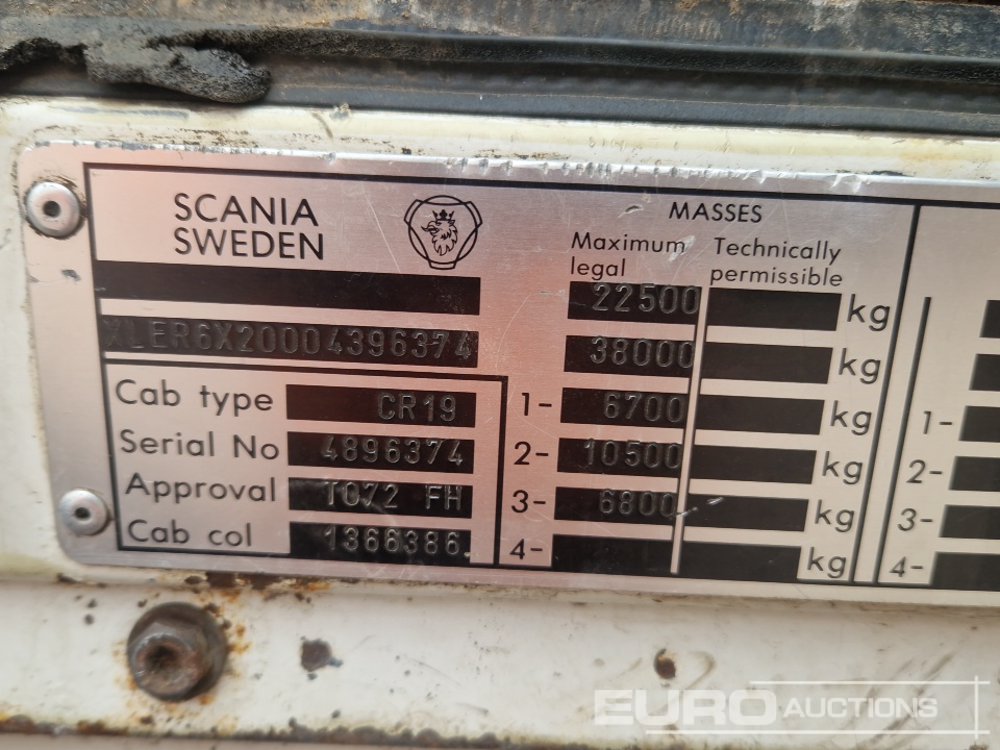 SCANIA
SWEDEN
XLER6X20004396374
Cab type CR19
Serial No 4896374
Approval T072 FH
Cab col 1366386
MASSES
Maximum legal
Technically permissible
22500 kg
38000 kg
1- 6700 kg
2- 10500 kg
3- 6800 kg
4- kg
1-
2-
3-
4-
EURO AUCTIONS